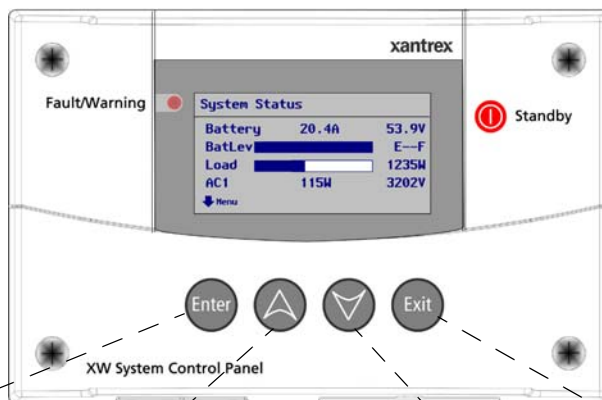 xantrex
Fault/Warning
System Status
Standby
Battery 20.4A 53.9V
BatLev E--F
Load 1235W
AC1 115W 3202V
Menu
Enter Exit
XW System Control Panel